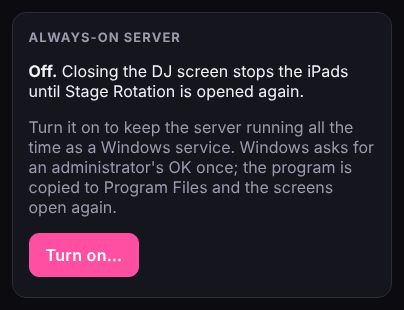 ALWAYS-ON SERVER
Off. Closing the DJ screen stops the iPads
until Stage Rotation is opened again.
Turn it on to keep the server running all the
time as a Windows service. Windows asks for
an administrator's OK once; the program is
copied to Program Files and the screens
open again.
Turn on...